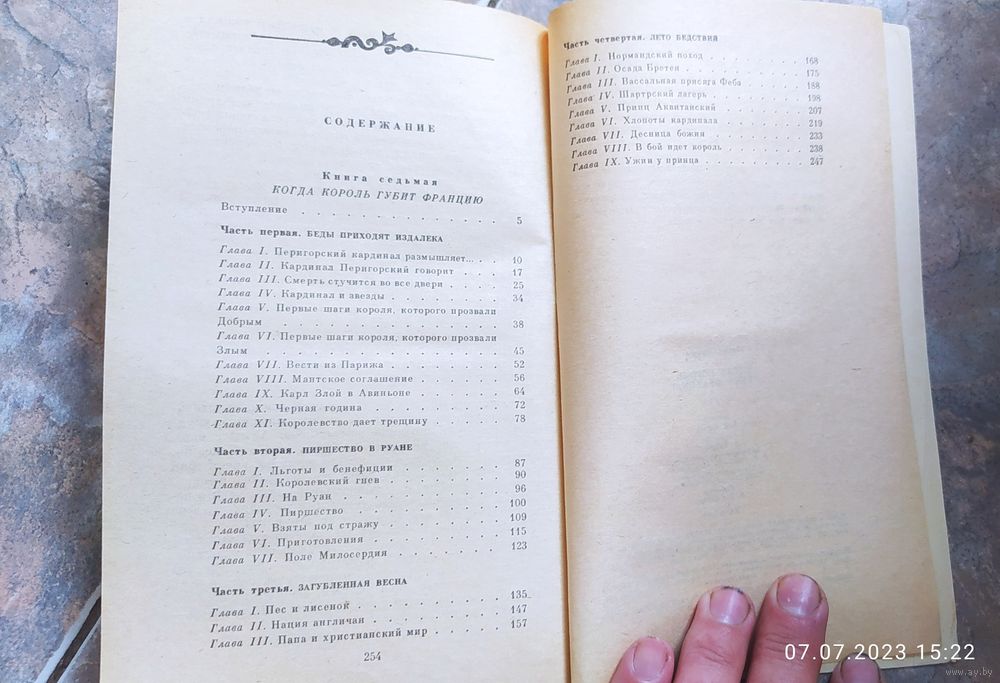 СОДЕРЖАНИЕ
Книга седьмая
КОГДА КОРОЛЬ ГУБИТ ФРАНЦИЮ
Вступление . . . . . . . . . . . . . . 5
Часть первая. БЕДЫ ПРИХОДЯТ ИЗДАЛЕКА
Глава I. Перигорский кардинал размышляет... . . 10
Глава II. Кардинал Перигорский говорит . . . 17
Глава III. Смерть стучится во все двери . . . . 25
Глава IV. Кардинал и звезды . . . . . . . . 34
Глава V. Первые шаги короля, которого прозвали
Добрым . . . . . . . . . . . . . . 38
Глава VI. Первые шаги короля, которого прозвали
Злым . . . . . . . . . . . . . . . 45
Глава VII. Вести из Парижа . . . . . . . . 52
Глава VIII. Мантское соглашение . . . . . . 56
Глава IX. Карл Злой в Авиньоне . . . . . . 64
Глава X. Черная година . . . . . . . . . 72
Глава XI. Королевство дает трещину . . . . . 78
Часть вторая. ПИРШЕСТВО В РУАНЕ
Глава I. Льготы и бенефиции . . . . . . . 87
Глава II. Королевский гнев . . . . . . . . 90
Глава III. На Руан . . . . . . . . . . . 96
Глава IV. Пиршество . . . . . . . . . . 100
Глава V. Взяты под стражу . . . . . . . . 109
Глава VI. Приготовления . . . . . . . . . 115
Глава VII. Поле Милосердия . . . . . . . . 123
Часть третья. ЗАГУБЛЕННАЯ ВЕСНА
Глава I. Пес и лисенок . . . . . . . . . 135
Глава II. Нация англичан . . . . . . . . . 147
Глава III. Папа и христианский мир . . . . . 157
254
Часть четвертая. ЛЕТО БЕДСТВИЙ
Глава I. Нормандский поход . . . . . . . . 168
Глава II. Осада Бретея . . . . . . . . . 175
Глава III. Вассальная присяга Феба . . . . . 188
Глава IV. Шартрский лагерь . . . . . . . . 198
Глава V. Принц Аквитанский . . . . . . . . 207
Глава VI. Хлопоты кардинала . . . . . . . 219
Глава VII. Десница божия . . . . . . . . 233
Глава VIII. В бой идет король . . . . . . . 238
Глава IX. Ужин у принца . . . . . . . . . 247
07.07.2023 15:22
www.ay.by